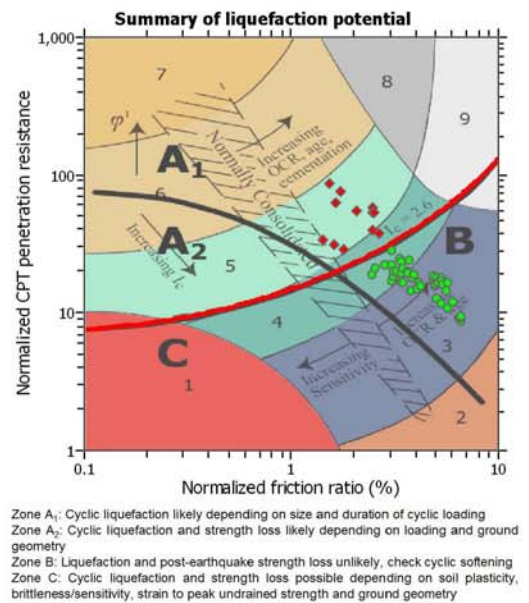 Summary of liquefaction potential
Normalized CPT penetration resistance
1,000
100
10
1
7
8
9
φ'
A1
Normally Consolidated
Increasing
OCR, age,
cementation
6
A2
Increasing Ic
5
Ic = 2.6
B
4
C
1
Increasing
Sensitivity
Increasing
OCR & age
3
2
0.1
1
10
Normalized friction ratio (%)
Zone A1: Cyclic liquefaction likely depending on size and duration of cyclic loading
Zone A2: Cyclic liquefaction and strength loss likely depending on loading and ground
geometry
Zone B: Liquefaction and post-earthquake strength loss unlikely, check cyclic softening
Zone C: Cyclic liquefaction and strength loss possible depending on soil plasticity,
brittleness/sensitivity, strain to peak undrained strength and ground geometry